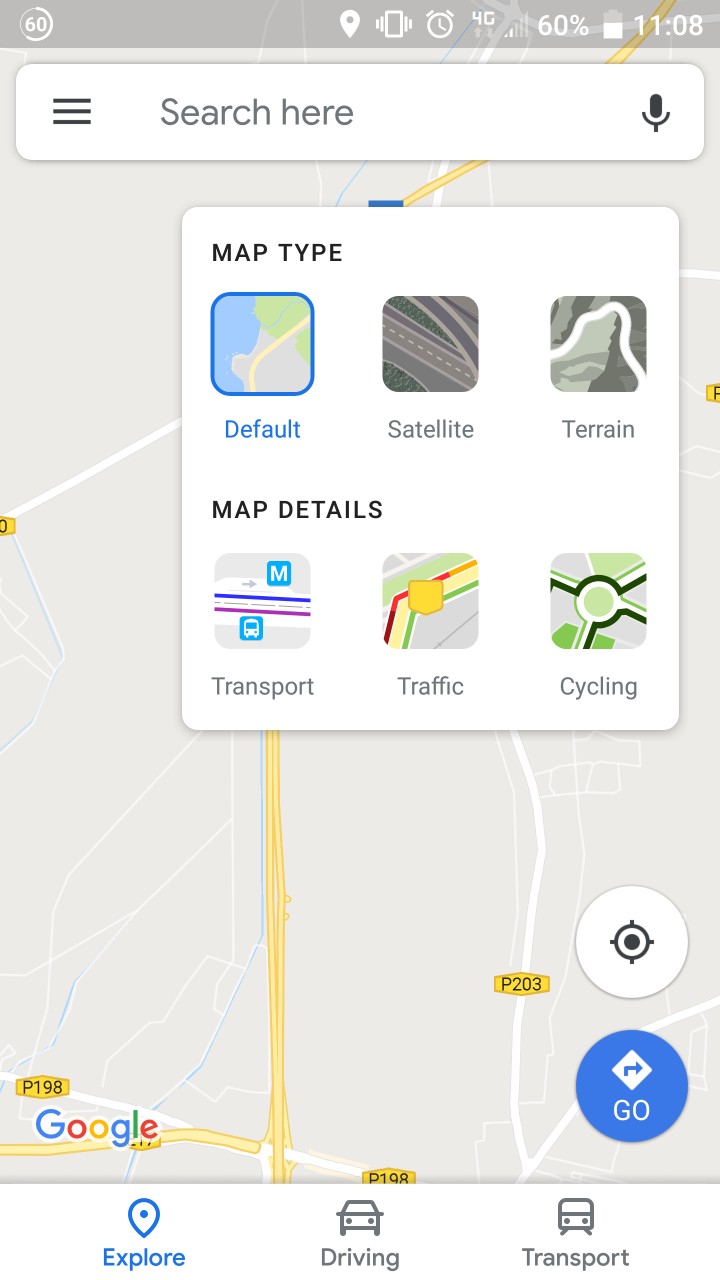 60 4G 60% 11:08
Search here
MAP TYPE
Default Satellite Terrain
MAP DETAILS
M
Transport Traffic Cycling
P203
P198
Google
P198
GO
Explore Driving Transport